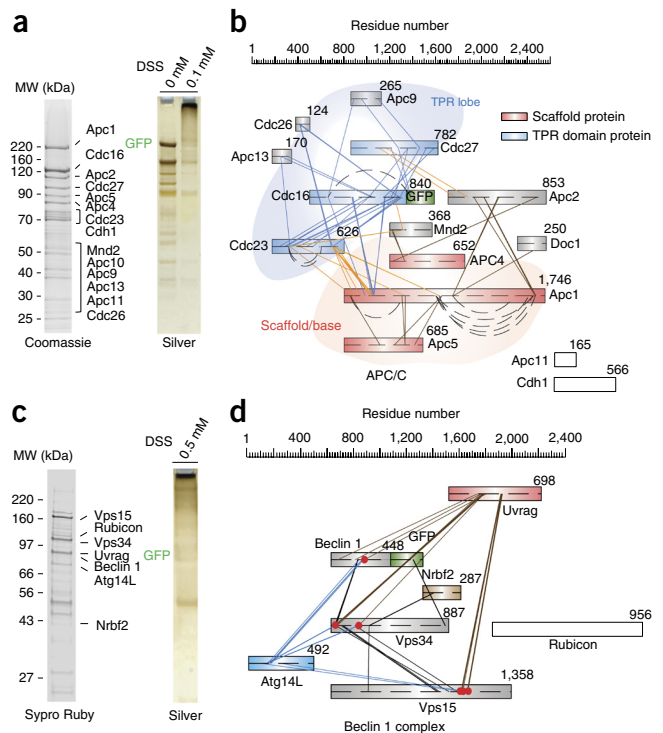 a
MW (kDa)
220
160
120
90
70
50
40
30
25
Apc1
Cdc16
Apc2
Cdc27
Apc5
Apc4
Cdc23
Cdh1
Mnd2
Apc10
Apc9
Apc13
Apc11
Cdc26
Coomassie
DSS
0 mM
0.1 mM
GFP
Silver
b
Residue number
1 400 800 1,200 1,600 2,000 2,400
265
Apc9
TPR lobe
124
Cdc26
170
Apc13
782
Cdc27
Scaffold protein
TPR domain protein
Cdc16
840
GFP
853
Apc2
368
Mnd2
626
Cdc23
250
Doc1
652
APC4
1,746
Apc1
Scaffold/base
685
Apc5
APC/C
165
Apc11
566
Cdh1
c
MW (kDa)
220
160
97
66
56
43
27
Vps15
Rubicon
Vps34
Uvrag
Beclin 1
Atg14L
Nrbf2
Sypro Ruby
DSS
0.5 mM
GFP
Silver
d
Residue number
1 400 800 1,200 1,600 2,000 2,400
698
Uvrag
GFP
Beclin 1
448
Nrbf2
287
887
Vps34
956
Rubicon
492
Atg14L
1,358
Vps15
Beclin 1 complex